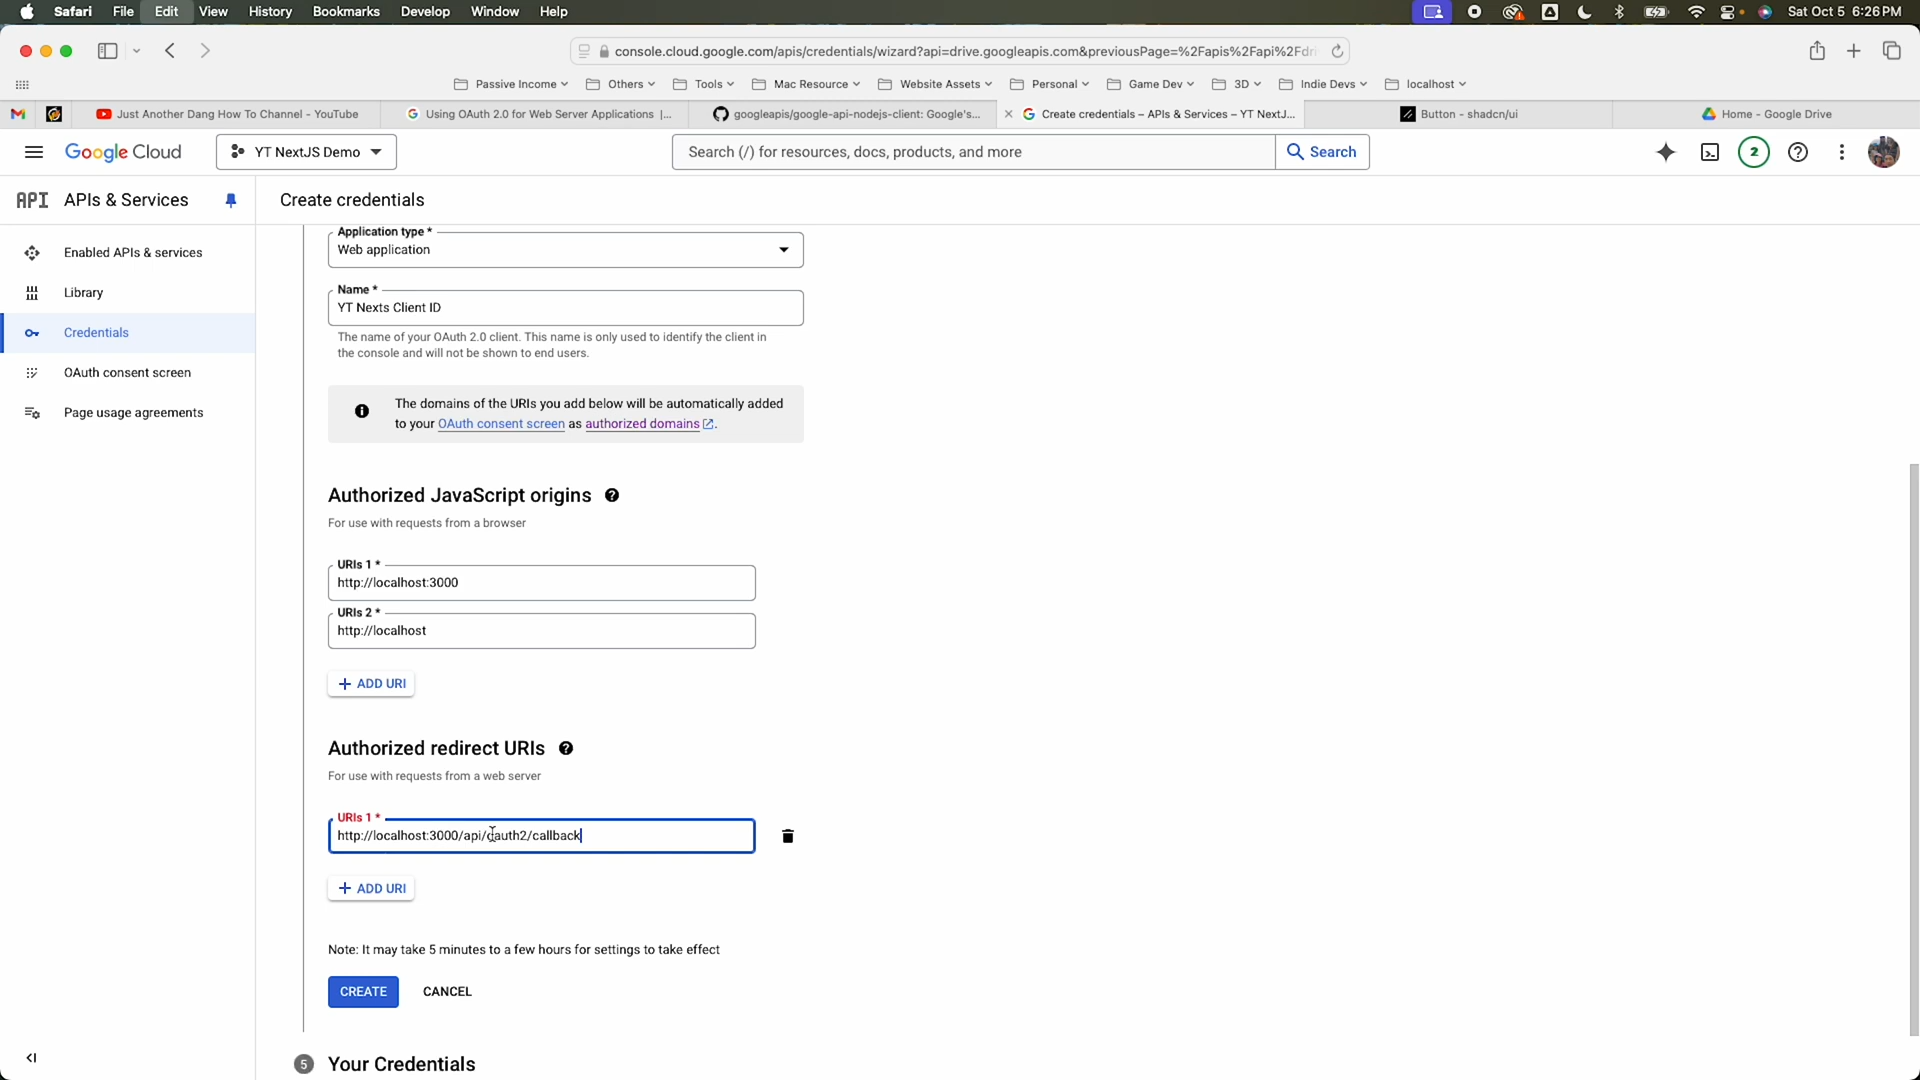 Safari File Edit View History Bookmarks Develop Window Help Sat Oct 5 6:26 PM
console.cloud.google.com/apis/credentials/wizard?api=drive.googleapis.com&previousPage=%2Fapis%2Fapi%2Fdri
Passive Income Others Tools Mac Resource Website Assets Personal Game Dev 3D Indie Devs localhost
Just Another Dang How To Channel - YouTube Using OAuth 2.0 for Web Server Applications |... googleapis/google-api-nodejs-client: Google's... Create credentials – APIs & Services – YT NextJ... Button - shadcn/ui Home - Google Drive
Google Cloud YT NextJS Demo Search (/) for resources, docs, products, and more Search 2
API APIs & Services Create credentials
Enabled APIs & services
Library
Credentials
OAuth consent screen
Page usage agreements
Application type *
Web application
Name *
YT Nexts Client ID
The name of your OAuth 2.0 client. This name is only used to identify the client in
the console and will not be shown to end users.
The domains of the URIs you add below will be automatically added
to your OAuth consent screen as authorized domains.
Authorized JavaScript origins
For use with requests from a browser
URIs 1 *
http://localhost:3000
URIs 2 *
http://localhost
+ ADD URI
Authorized redirect URIs
For use with requests from a web server
URIs 1 *
http://localhost:3000/api/oauth2/callback
+ ADD URI
Note: It may take 5 minutes to a few hours for settings to take effect
CREATE CANCEL
5 Your Credentials